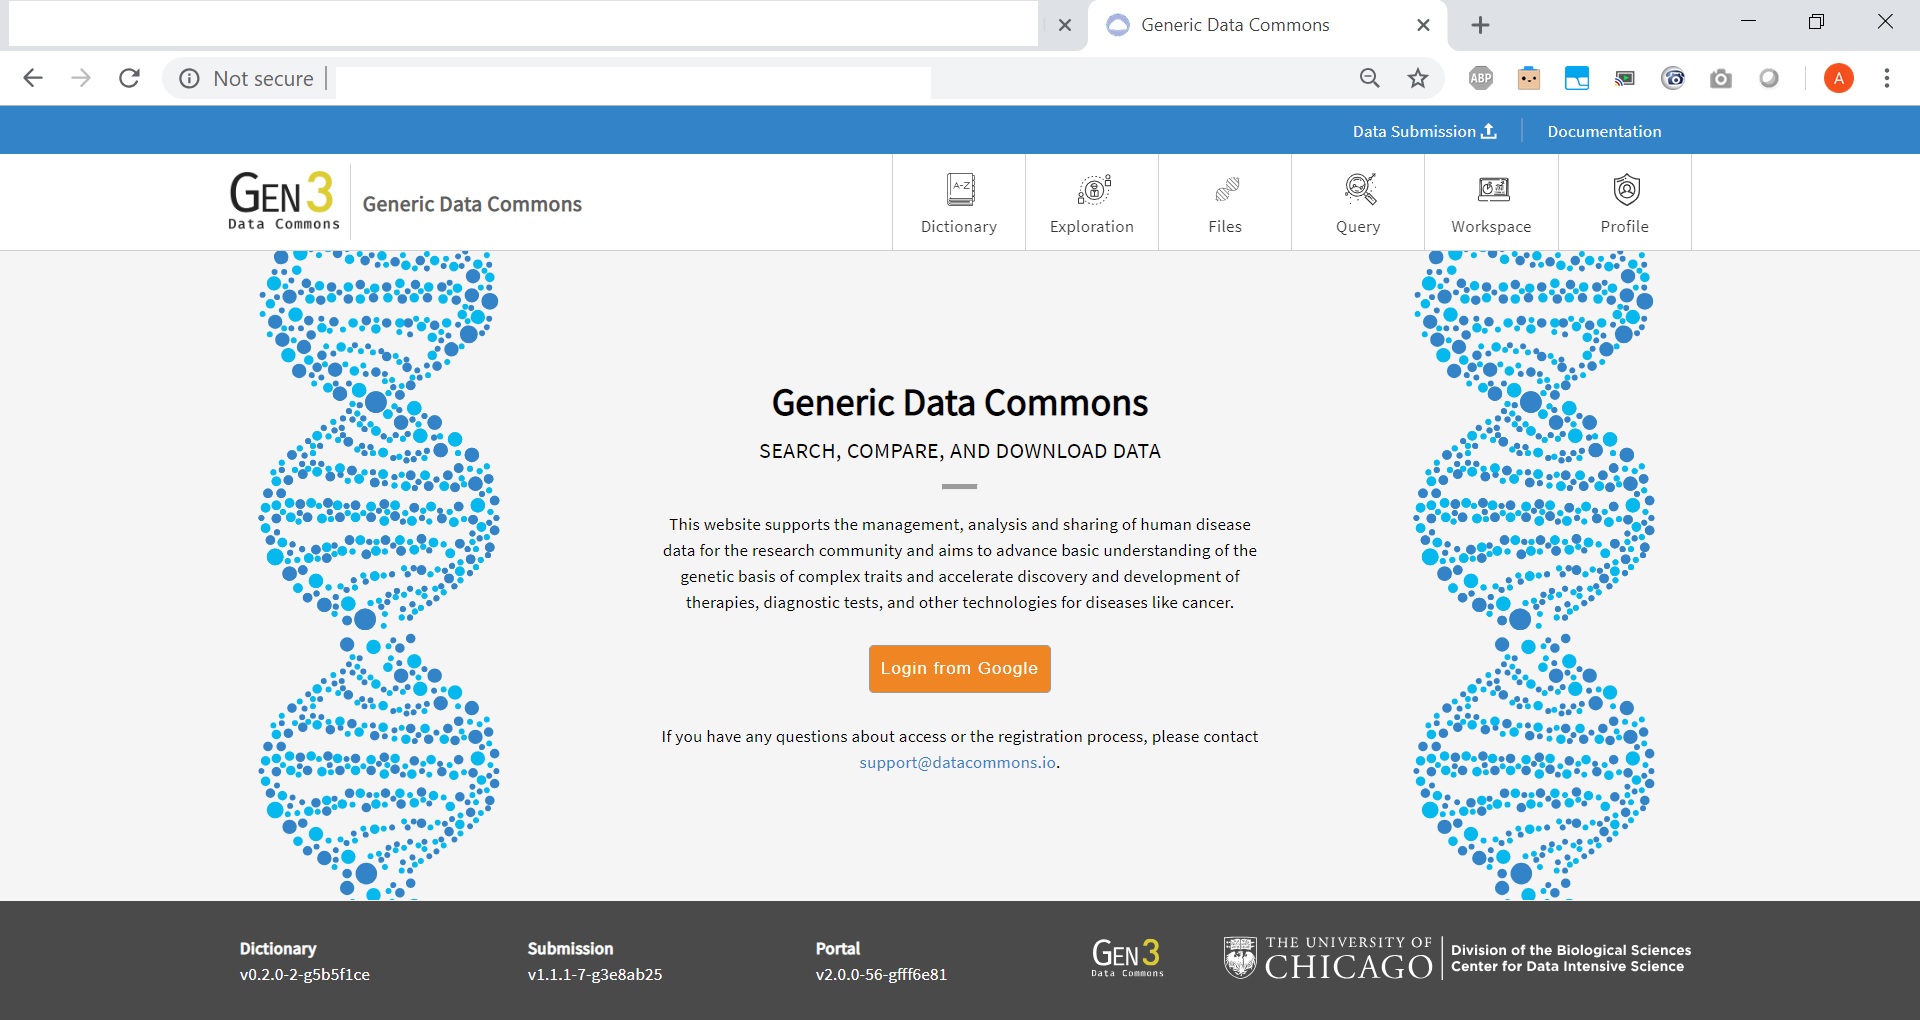 Generic Data Commons
Not secure
ABP
A
Data Submission
Documentation
GEN3
Data Commons
Generic Data Commons
A-Z
Dictionary
Exploration
Files
Query
Workspace
Profile
Generic Data Commons
SEARCH, COMPARE, AND DOWNLOAD DATA
This website supports the management, analysis and sharing of human disease
data for the research community and aims to advance basic understanding of the
genetic basis of complex traits and accelerate discovery and development of
therapies, diagnostic tests, and other technologies for diseases like cancer.
Login from Google
If you have any questions about access or the registration process, please contact
support@datacommons.io.
Dictionary
v0.2.0-2-g5b5f1ce
Submission
v1.1.1-7-g3e8ab25
Portal
v2.0.0-56-gfff6e81
GEN3
Data Commons
THE UNIVERSITY OF
CHICAGO
Division of the Biological Sciences
Center for Data Intensive Science